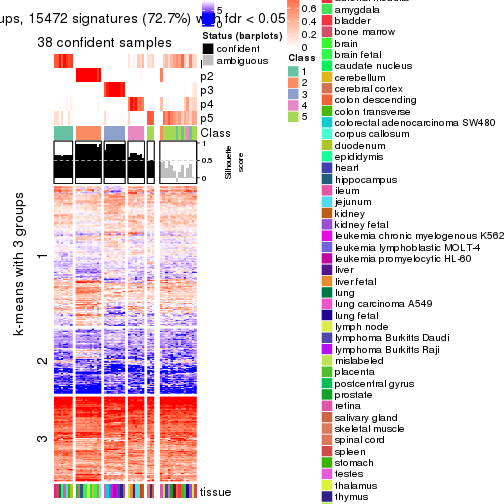 ups, 15472 signatures (72.7%) with fdr < 0.05
38 confident samples
p2
p3
p4
p5
Class
1
0.5
0
Silhouette
score
k-means with 3 groups
1
2
3
tissue
5
0
Status (barplots)
confident
ambiguous
0.6
0.4
0.2
0
Class
1
2
3
4
5
amygdala
bladder
bone marrow
brain
brain fetal
caudate nucleus
cerebellum
cerebral cortex
colon descending
colon transverse
colorectal adenocarcinoma SW480
corpus callosum
duodenum
epididymis
heart
hippocampus
ileum
jejunum
kidney
kidney fetal
leukemia chronic myelogenous K562
leukemia lymphoblastic MOLT-4
leukemia promyelocytic HL-60
liver
liver fetal
lung
lung carcinoma A549
lung fetal
lymph node
lymphoma Burkitts Daudi
lymphoma Burkitts Raji
mislabeled
placenta
postcentral gyrus
prostate
retina
salivary gland
skeletal muscle
spinal cord
spleen
stomach
testes
thalamus
thymus